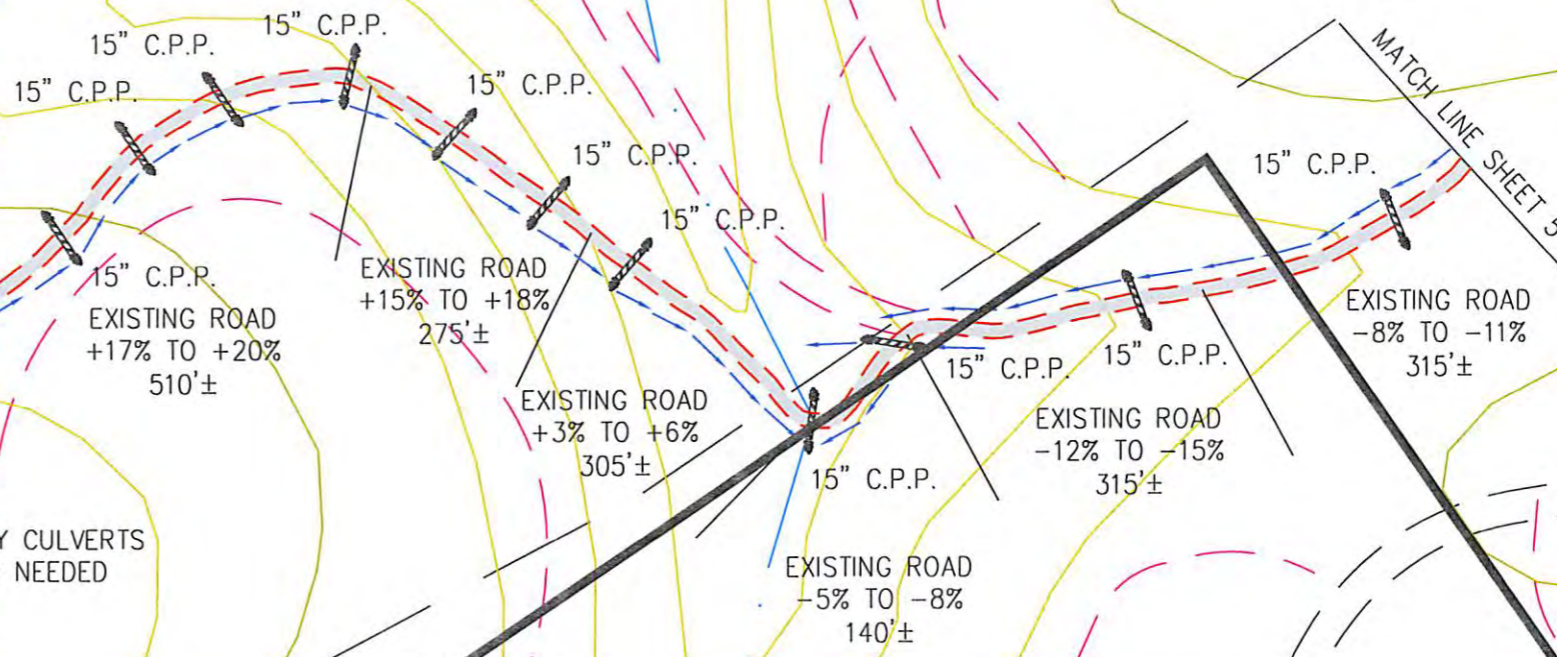 15" C.P.P.
15" C.P.P.
15" C.P.P.
15" C.P.P.
15" C.P.P.
15" C.P.P.
15" C.P.P.
EXISTING ROAD
+17% TO +20%
510'±
EXISTING ROAD
+15% TO +18%
275'±
EXISTING ROAD
+3% TO +6%
305'±
15" C.P.P.
EXISTING ROAD
-5% TO -8%
140'±
15" C.P.P.
15" C.P.P.
EXISTING ROAD
-12% TO -15%
315'±
15" C.P.P.
EXISTING ROAD
-8% TO -11%
315'±
MATCH LINE SHEET 5
Y CULVERTS
NEEDED